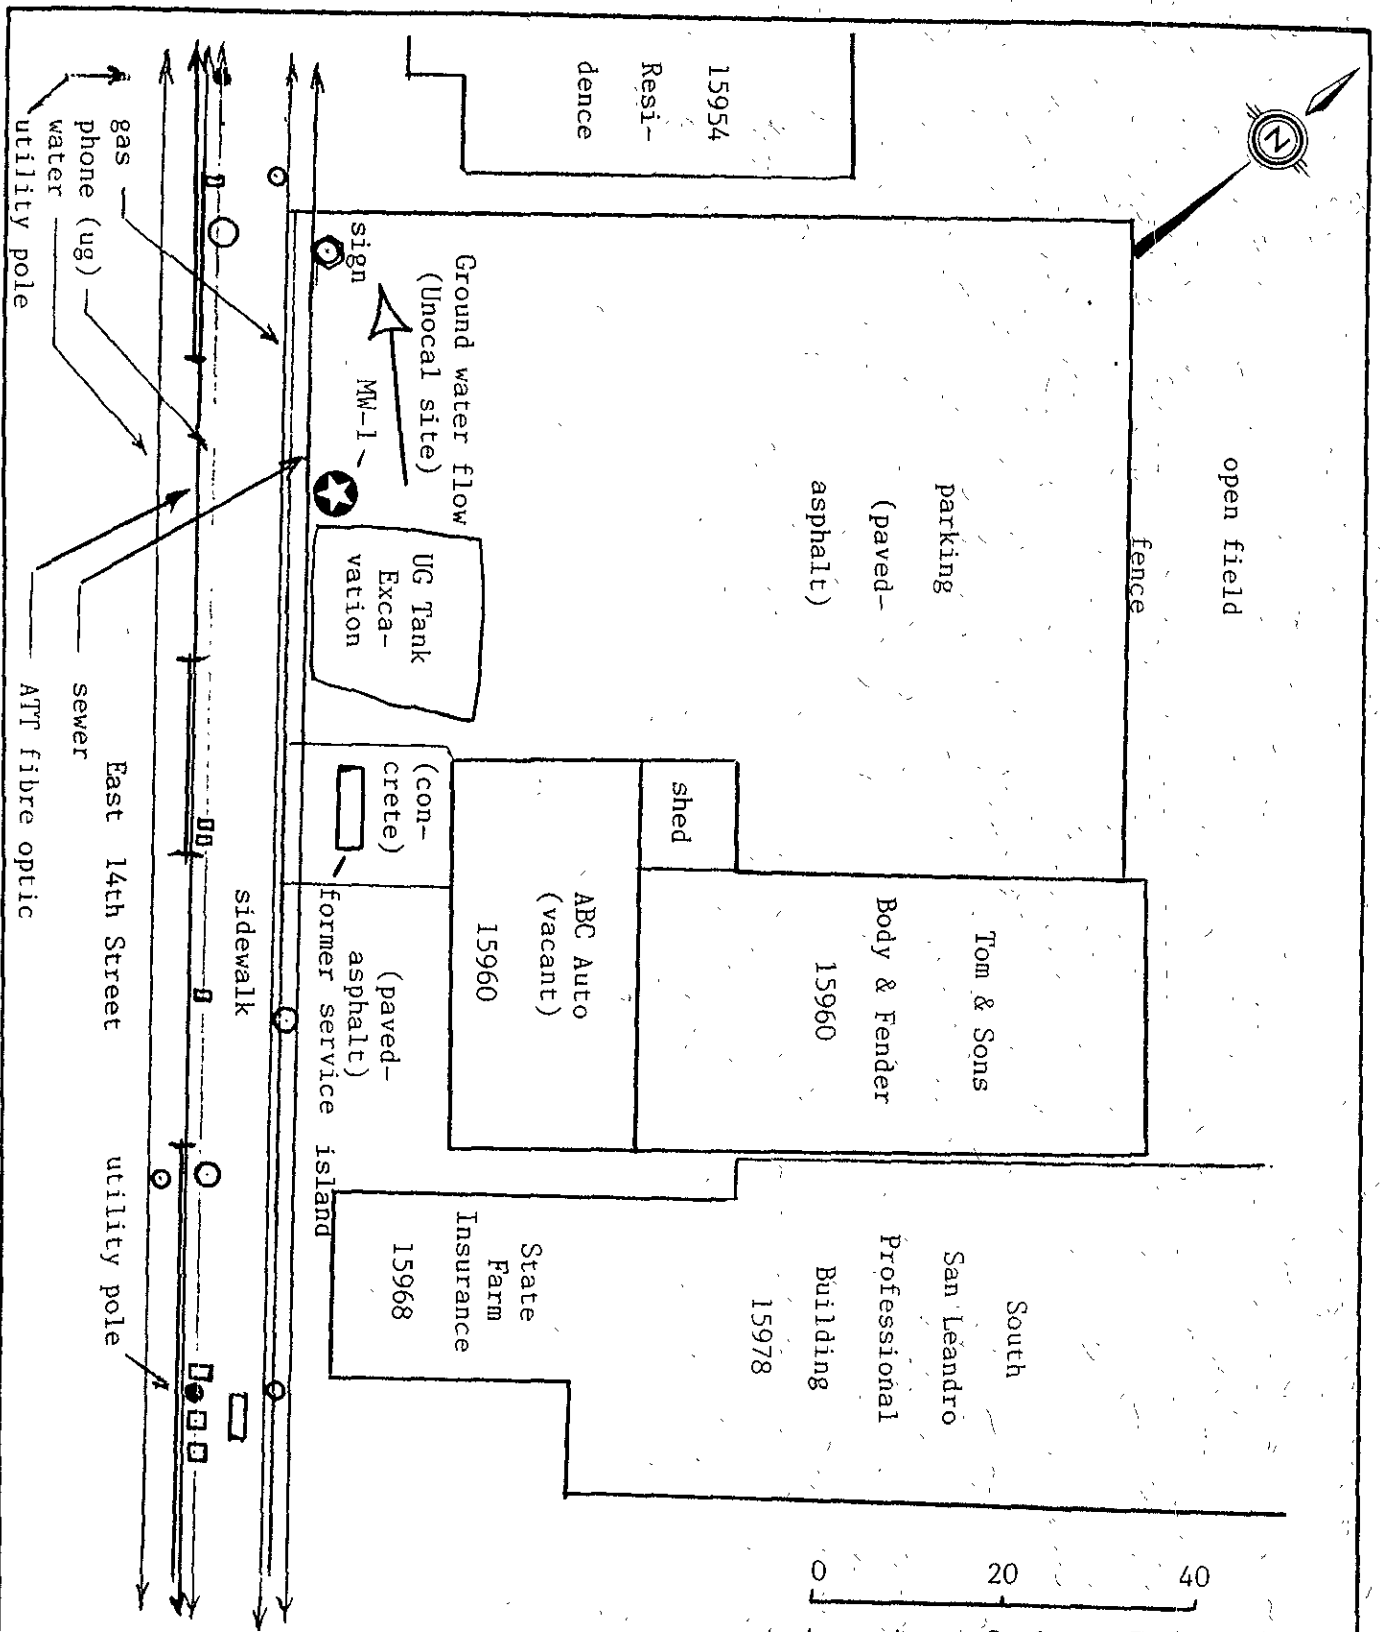 N
open field
fence
parking
(paved-
asphalt)
15954
Resi-
dence
sign
Ground water flow
(Unocal site)
MW-1
UG Tank
Exca-
vation
(con-
crete)
former service island
(paved-
asphalt)
shed
ABC Auto
(vacant)
15960
Tom & Sons
Body & Fender
15960
State
Farm
Insurance
15968
South
San Leandro
Professional
Building
15978
sidewalk
East 14th Street
gas
phone (ug)
water
utility pole
sewer
ATT fibre optic
utility pole
0 20 40